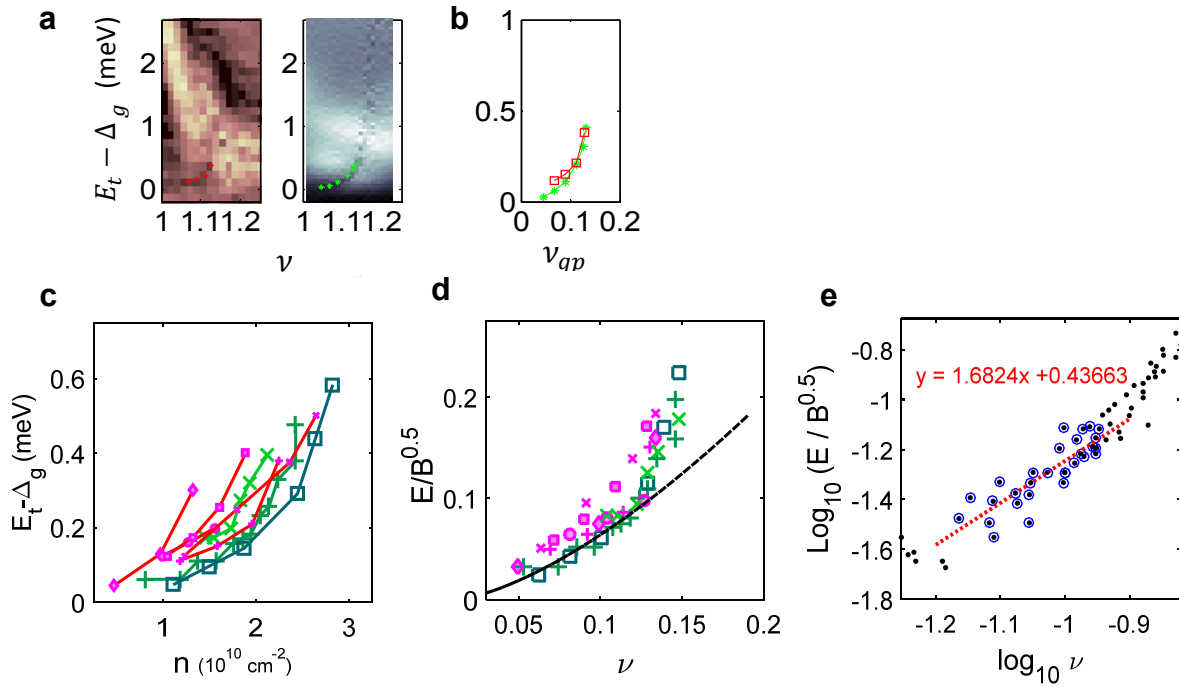 a
b
E_t − Δ_g (meV)
2
1
0
2
1
0
1
0.5
0
1 1.11.2
1 1.11.2
0 0.1 0.2
ν
ν_qp
c
d
e
E_t-Δ_g (meV)
0.6
0.4
0.2
0
1 2 3
n (10^10 cm^-2)
E/B^0.5
0.2
0.1
0
0.05 0.1 0.15 0.2
ν
Log_10 (E / B^0.5)
y = 1.6824x +0.43663
-0.8
-1
-1.2
-1.4
-1.6
-1.8
-1.2 -1.1 -1 -0.9
log_10 ν